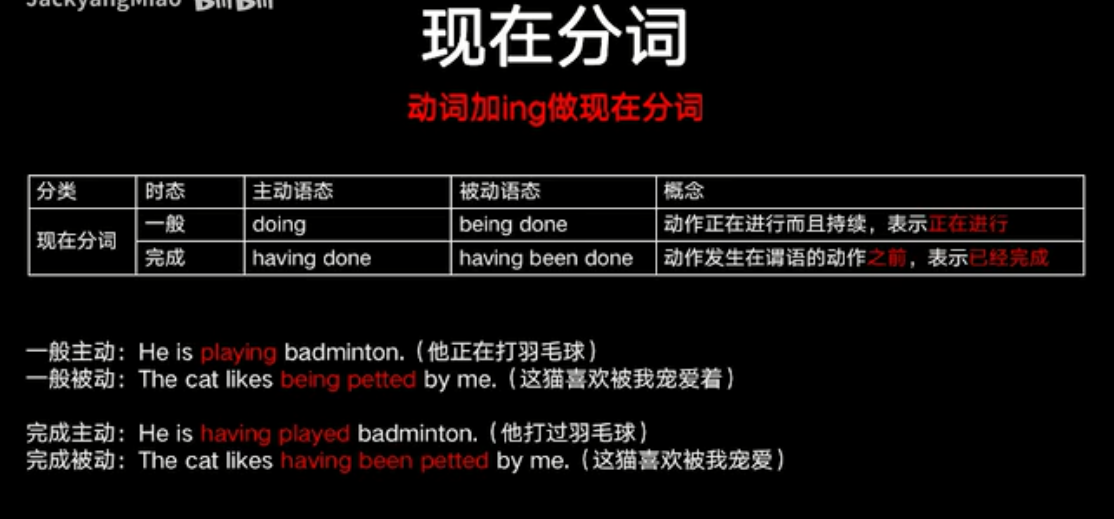 JackyangMiao bilibili
现在分词
动词加ing做现在分词
分类 时态 主动语态 被动语态 概念
现在分词 一般 doing being done 动作正在进行而且持续，表示正在进行
完成 having done having been done 动作发生在谓语的动作之前，表示已经完成
一般主动：He is playing badminton.（他正在打羽毛球）
一般被动：The cat likes being petted by me.（这猫喜欢被我宠爱着）
完成主动：He is having played badminton.（他打过羽毛球）
完成被动：The cat likes having been petted by me.（这猫喜欢被我宠爱）